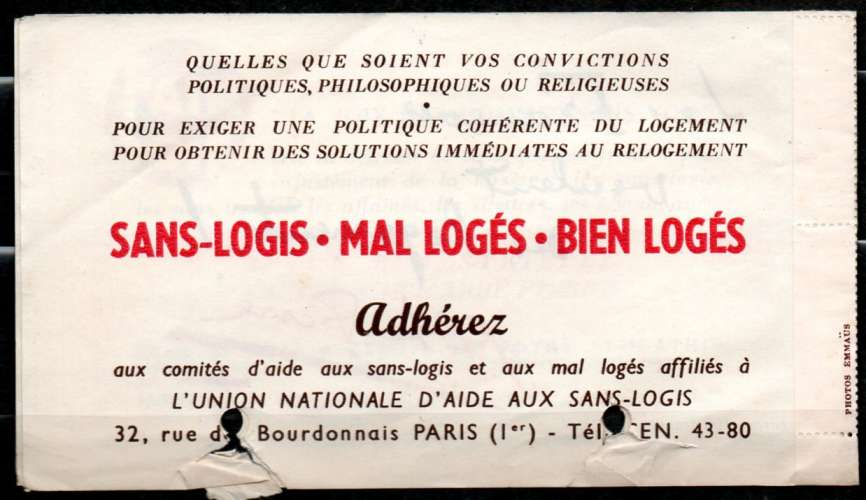 QUELLES QUE SOIENT VOS CONVICTIONS
POLITIQUES, PHILOSOPHIQUES OU RELIGIEUSES
•
POUR EXIGER UNE POLITIQUE COHÉRENTE DU LOGEMENT
POUR OBTENIR DES SOLUTIONS IMMÉDIATES AU RELOGEMENT
SANS-LOGIS • MAL LOGÉS • BIEN LOGÉS
Adhérez
aux comités d'aide aux sans-logis et aux mal logés affiliés à
L'UNION NATIONALE D'AIDE AUX SANS-LOGIS
32, rue Bourdonnais PARIS (1er) - Tél. CEN. 43-80
PHOTOS EMMAÜS